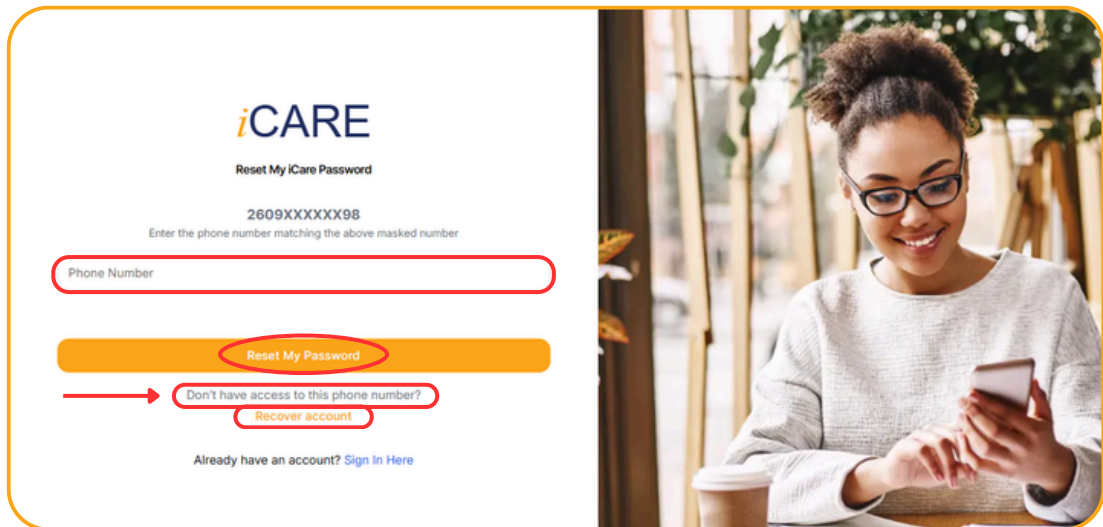 iCARE
Reset My iCare Password
2609XXXXXX98
Enter the phone number matching the above masked number
Phone Number
Reset My Password
Don't have access to this phone number?
Recover account
Already have an account? Sign In Here